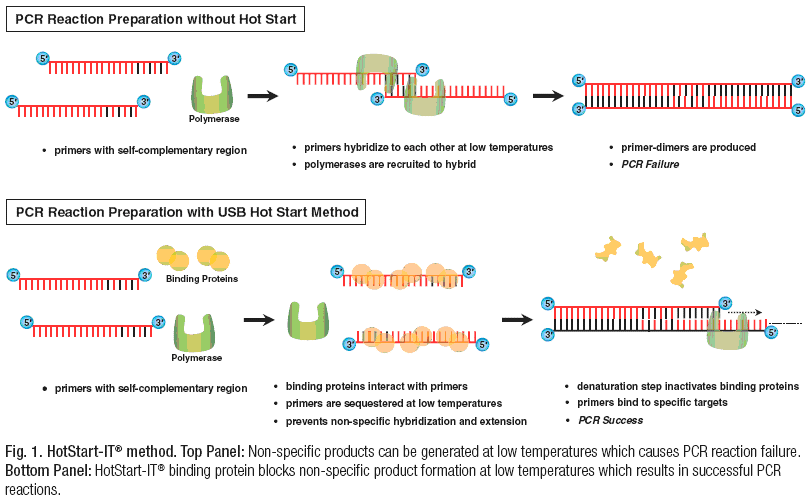 PCR Reaction Preparation without Hot Start
5' 3'
5' 3'
Polymerase
5' 3'
3' 5'
5' 3'
3' 5'
• primers with self-complementary region
• primers hybridize to each other at low temperatures
• polymerases are recruited to hybrid
• primer-dimers are produced
• PCR Failure
PCR Reaction Preparation with USB Hot Start Method
5' 3'
Binding Proteins
5' 3'
Polymerase
5' 3'
3' 5'
5' 3'
3' 5'
• primers with self-complementary region
• binding proteins interact with primers
• primers are sequestered at low temperatures
• prevents non-specific hybridization and extension
• denaturation step inactivates binding proteins
• primers bind to specific targets
• PCR Success
Fig. 1. HotStart-IT® method. Top Panel: Non-specific products can be generated at low temperatures which causes PCR reaction failure.
Bottom Panel: HotStart-IT® binding protein blocks non-specific product formation at low temperatures which results in successful PCR
reactions.